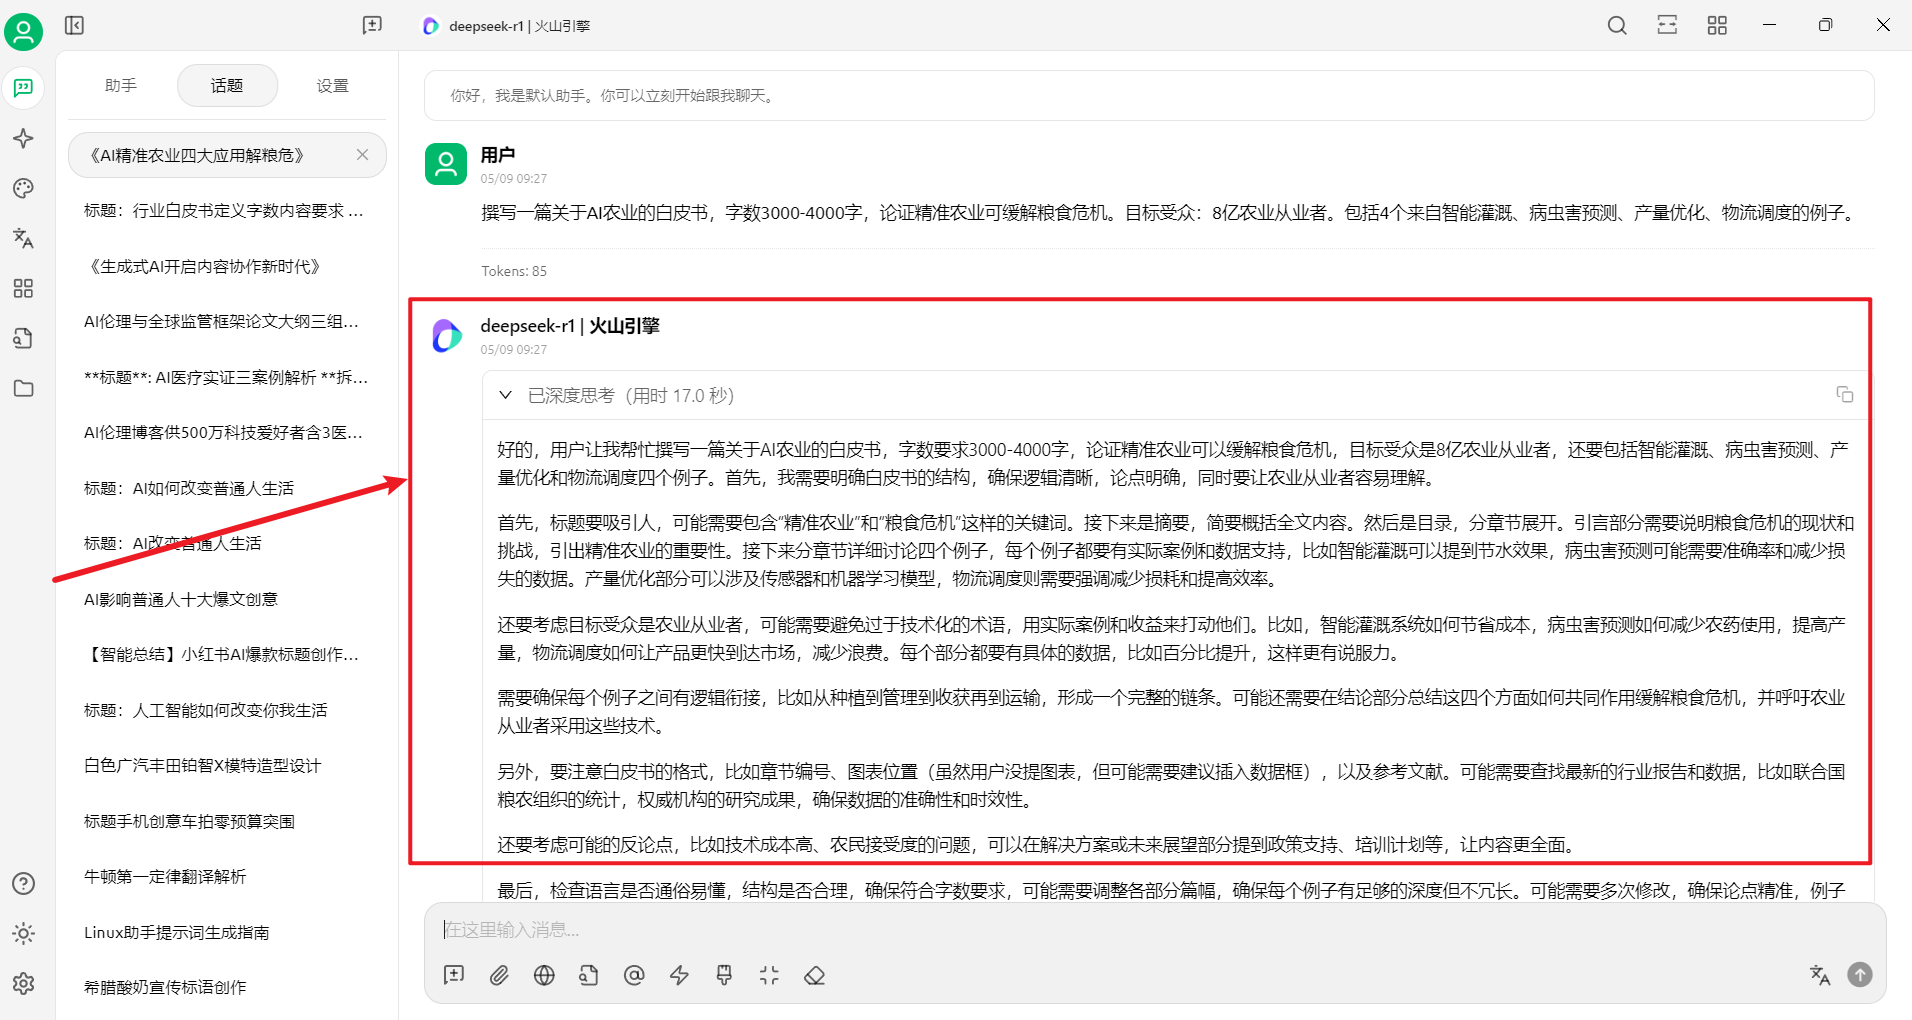 deepseek-r1 | 火山引擎
助手
话题
设置
《AI精准农业四大应用解粮危》
标题：行业白皮书定义字数内容要求 ...
《生成式AI开启内容协作新时代》
AI伦理与全球监管框架论文大纲三组...
**标题**: AI医疗实证三案例解析 **拆...
AI伦理博客供500万科技爱好者含3医...
标题：AI如何改变普通人生活
标题：AI改变普通人生活
AI影响普通人十大爆文创意
【智能总结】小红书AI爆款标题创作...
标题：人工智能如何改变你我生活
白色广汽丰田铂智X模特造型设计
标题手机创意车拍零预算突围
牛顿第一定律翻译解析
Linux助手提示词生成指南
希腊酸奶宣传标语创作
你好，我是默认助手。你可以立刻开始跟我聊天。
用户
05/09 09:27
撰写一篇关于AI农业的白皮书，字数3000-4000字，论证精准农业可缓解粮食危机。目标受众：8亿农业从业者。包括4个来自智能灌溉、病虫害预测、产量优化、物流调度的例子。
Tokens: 85
deepseek-r1 | 火山引擎
05/09 09:27
已深度思考（用时 17.0 秒）
好的，用户让我帮忙撰写一篇关于AI农业的白皮书，字数要求3000-4000字，论证精准农业可以缓解粮食危机，目标受众是8亿农业从业者，还要包括智能灌溉、病虫害预测、产
量优化和物流调度四个例子。首先，我需要明确白皮书的结构，确保逻辑清晰，论点明确，同时要让农业从业者容易理解。
首先，标题要吸引人，可能需要包含“精准农业”和“粮食危机”这样的关键词。接下来是摘要，简要概括全文内容。然后是目录，分章节展开。引言部分需要说明粮食危机的现状和
挑战，引出精准农业的重要性。接下来分章节详细讨论四个例子，每个例子都要有实际案例和数据支持，比如智能灌溉可以提到节水效果，病虫害预测可能需要准确率和减少损
失的数据。产量优化部分可以涉及传感器和机器学习模型，物流调度则需要强调减少损耗和提高效率。
还要考虑目标受众是农业从业者，可能需要避免过于技术化的术语，用实际案例和收益来打动他们。比如，智能灌溉系统如何节省成本，病虫害预测如何减少农药使用，提高产
量，物流调度如何让产品更快到达市场，减少浪费。每个部分都要有具体的数据，比如百分比提升，这样更有说服力。
需要确保每个例子之间有逻辑衔接，比如从种植到管理到收获再到运输，形成一个完整的链条。可能还需要在结论部分总结这四个方面如何共同作用缓解粮食危机，并呼吁农业
从业者采用这些技术。
另外，要注意白皮书的格式，比如章节编号、图表位置（虽然用户没提图表，但可能需要建议插入数据框），以及参考文献。可能需要查找最新的行业报告和数据，比如联合国
粮农组织的统计，权威机构的研究成果，确保数据的准确性和时效性。
还要考虑可能的反论点，比如技术成本高、农民接受度的问题，可以在解决方案或未来展望部分提到政策支持、培训计划等，让内容更全面。
最后，检查语言是否通俗易懂，结构是否合理，确保符合字数要求，可能需要调整各部分篇幅，确保每个例子有足够的深度但不冗长。可能需要多次修改，确保论点精准，例子
在这里输入消息...